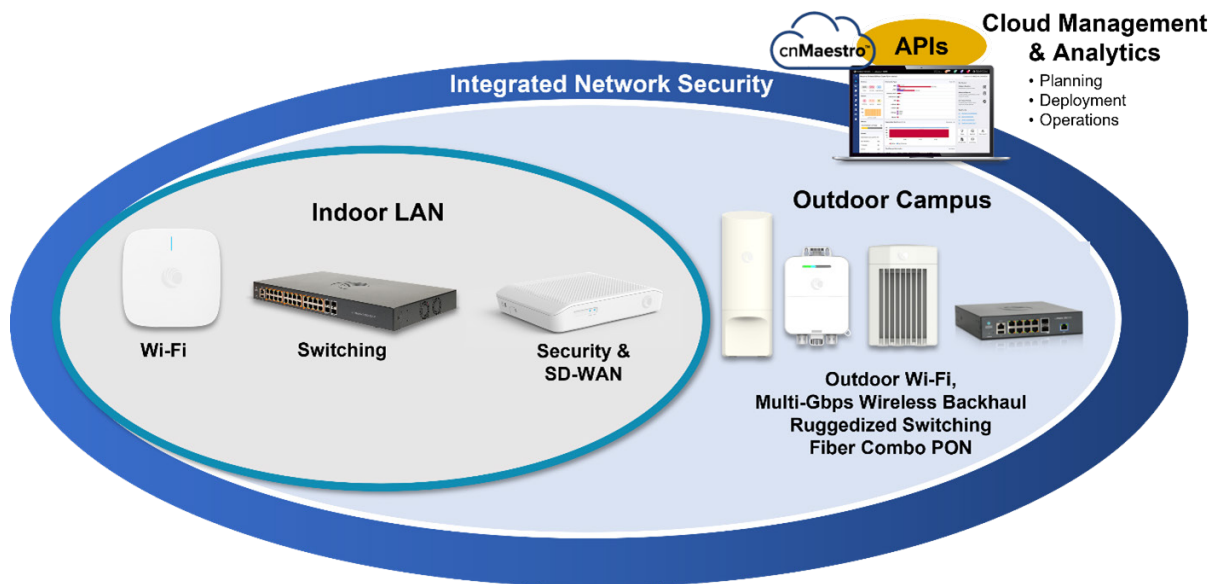 cnMaestro™
APIs
Cloud Management
& Analytics
• Planning
• Deployment
• Operations
Integrated Network Security
Indoor LAN
Outdoor Campus
Wi-Fi
Switching
Security &
SD-WAN
Outdoor Wi-Fi,
Multi-Gbps Wireless Backhaul
Ruggedized Switching
Fiber Combo PON